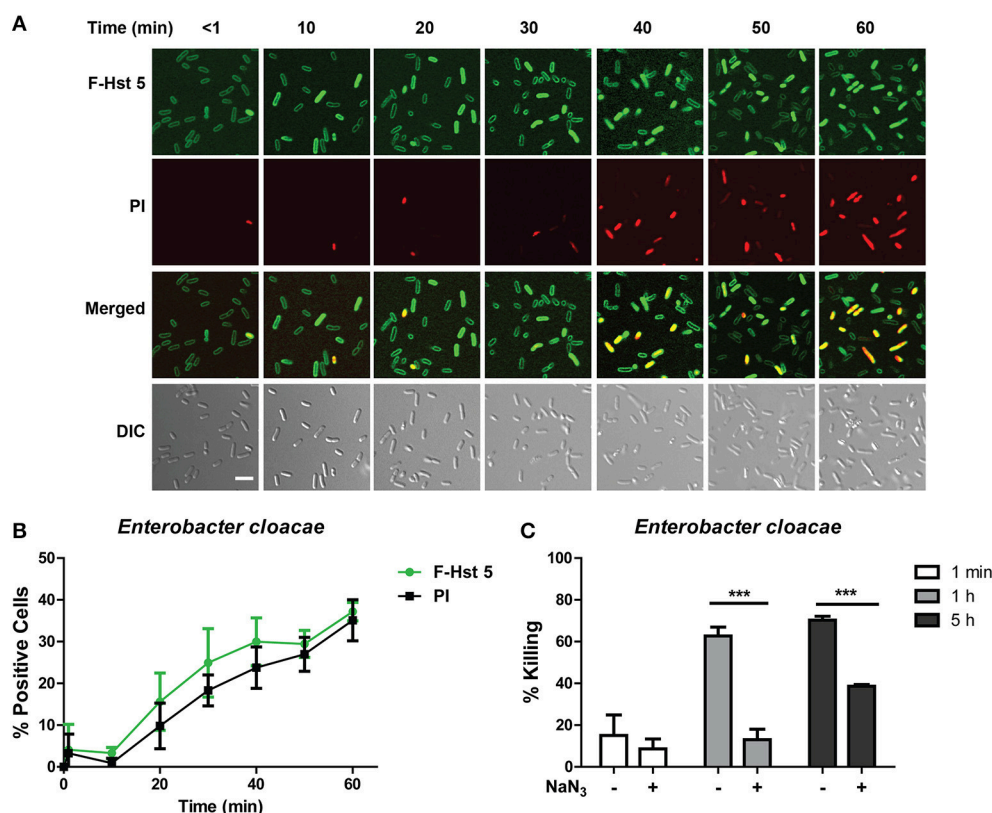 A
Time (min) <1 10 20 30 40 50 60
F-Hst 5
PI
Merged
DIC
B
Enterobacter cloacae
% Positive Cells
50
40
30
20
10
0
0 20 40 60
Time (min)
F-Hst 5
PI
C
Enterobacter cloacae
% Killing
100
80
60
40
20
0
*** ***
NaN₃ - + - + - +
1 min
1 h
5 h